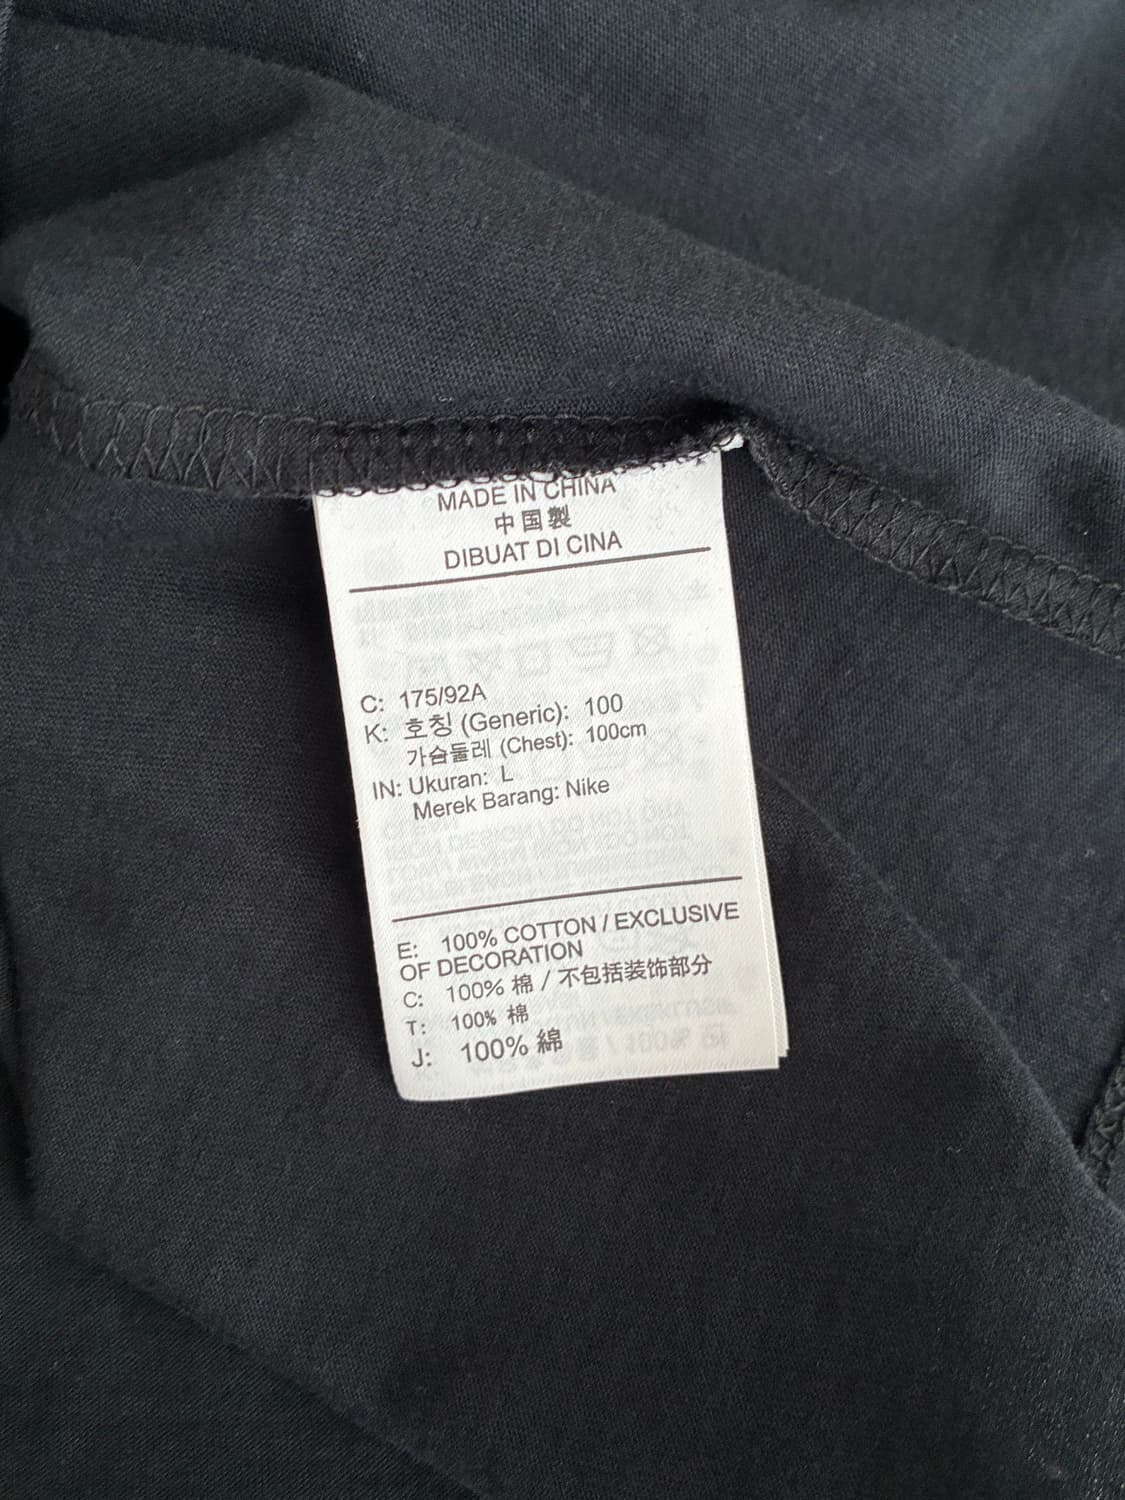 MADE IN CHINA
中国製
DIBUAT DI CINA
C: 175/92A
K: 호칭 (Generic): 100
가슴둘레 (Chest): 100cm
IN: Ukuran: L
Merek Barang: Nike
E: 100% COTTON / EXCLUSIVE
OF DECORATION
C: 100% 棉 / 不包括装饰部分
T: 100% 棉
J: 100% 綿